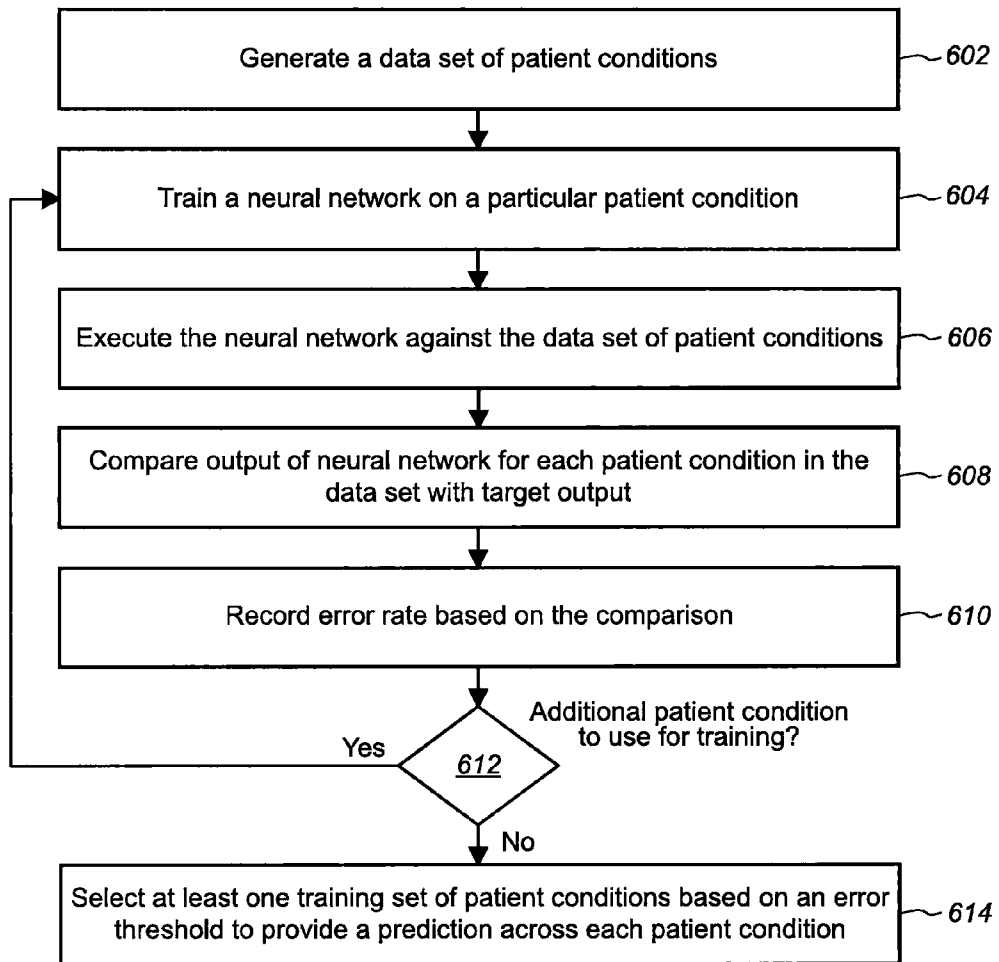 Generate a data set of patient conditions
602
Train a neural network on a particular patient condition
604
Execute the neural network against the data set of patient conditions
606
Compare output of neural network for each patient condition in the
data set with target output
608
Record error rate based on the comparison
610
Additional patient condition
to use for training?
Yes
612
No
Select at least one training set of patient conditions based on an error
threshold to provide a prediction across each patient condition
614